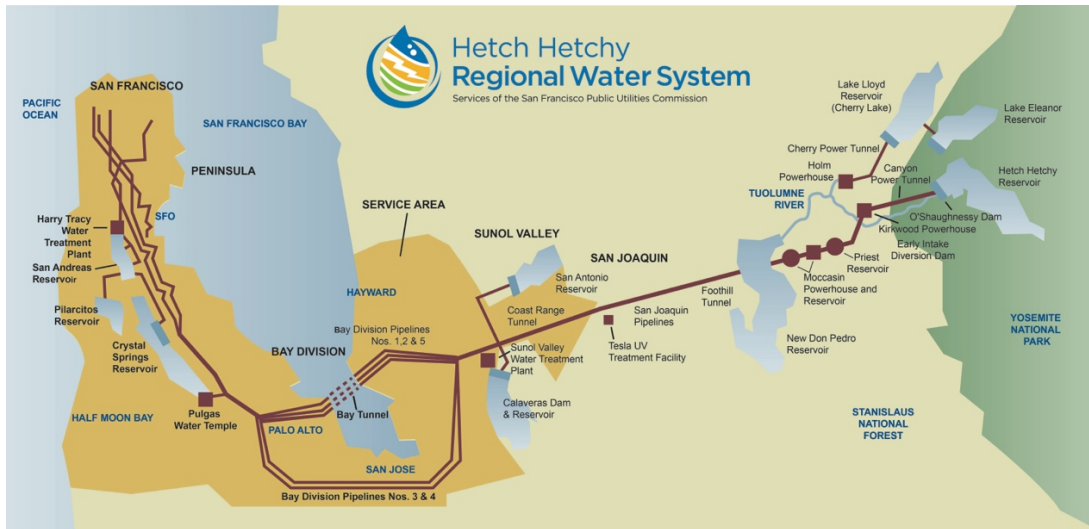 Hetch Hetchy
Regional Water System
Services of the San Francisco Public Utilities Commission
SAN FRANCISCO
PACIFIC
OCEAN
SAN FRANCISCO BAY
PENINSULA
SFO
Harry Tracy
Water
Treatment
Plant
San Andreas
Reservoir
Pilarcitos
Reservoir
Crystal
Springs
Reservoir
HALF MOON BAY
Pulgas
Water Temple
PALO ALTO
SAN JOSE
Bay Tunnel
Bay Division Pipelines Nos. 3 & 4
BAY DIVISION
Bay Division Pipelines
Nos. 1,2 & 5
HAYWARD
SERVICE AREA
SUNOL VALLEY
San Antonio
Reservoir
Coast Range
Tunnel
Sunol Valley
Water Treatment
Plant
Calaveras Dam
& Reservoir
SAN JOAQUIN
San Joaquin
Pipelines
Tesla UV
Treatment Facility
Foothill
Tunnel
New Don Pedro
Reservoir
Moccasin
Powerhouse and
Reservoir
Priest
Reservoir
TUOLUMNE
RIVER
Lake Lloyd
Reservoir
(Cherry Lake)
Lake Eleanor
Reservoir
Cherry Power Tunnel
Holm
Powerhouse
Canyon
Power Tunnel
Hetch Hetchy
Reservoir
O'Shaughnessy Dam
Kirkwood Powerhouse
Early Intake
Diversion Dam
YOSEMITE
NATIONAL
PARK
STANISLAUS
NATIONAL
FOREST